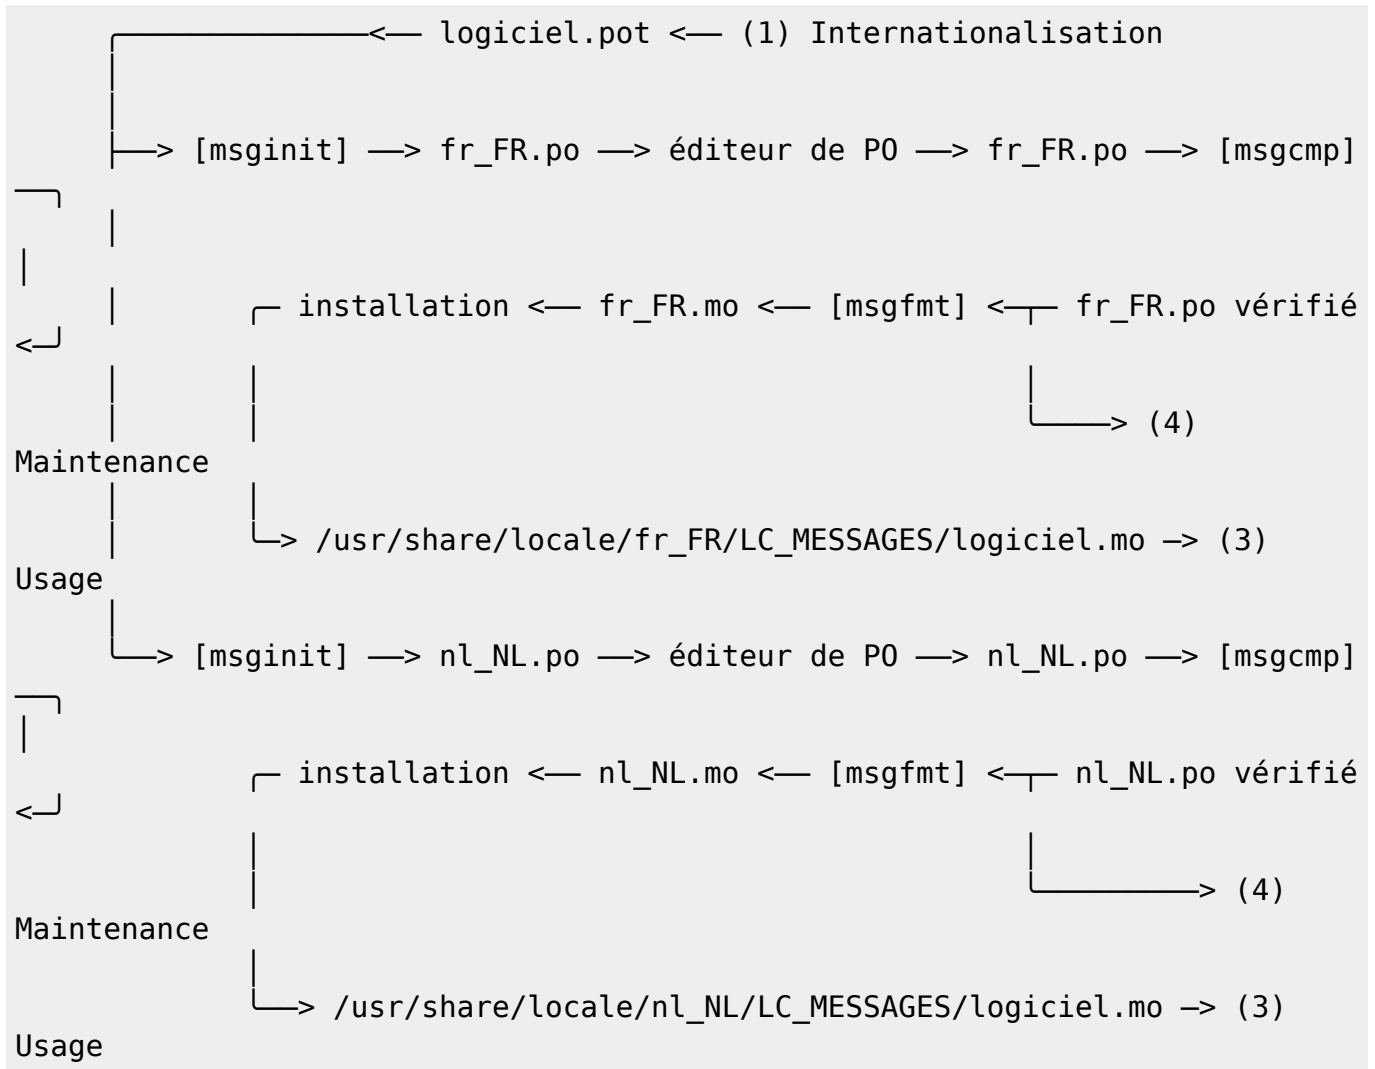 ╭──────────────<—— logiciel.pot <—— (1) Internationalisation
│
│
├──> [msginit] ——> fr_FR.po ——> éditeur de PO ——> fr_FR.po ——> [msgcmp]
──╮
│
│
│ ╭─ installation <—— fr_FR.mo <—— [msgfmt] <─┬─ fr_FR.po vérifié
<─╯
│ │ │
│ │ ╰────> (4)
Maintenance
│ │
│ ╰─> /usr/share/locale/fr_FR/LC_MESSAGES/logiciel.mo —> (3)
Usage
│
╰──> [msginit] ——> nl_NL.po ——> éditeur de PO ——> nl_NL.po ——> [msgcmp]
──╮
│
╭─ installation <—— nl_NL.mo <—— [msgfmt] <─┬─ nl_NL.po vérifié
<─╯
│ │
│ ╰─────────> (4)
Maintenance
│
╰──> /usr/share/locale/nl_NL/LC_MESSAGES/logiciel.mo —> (3)
Usage